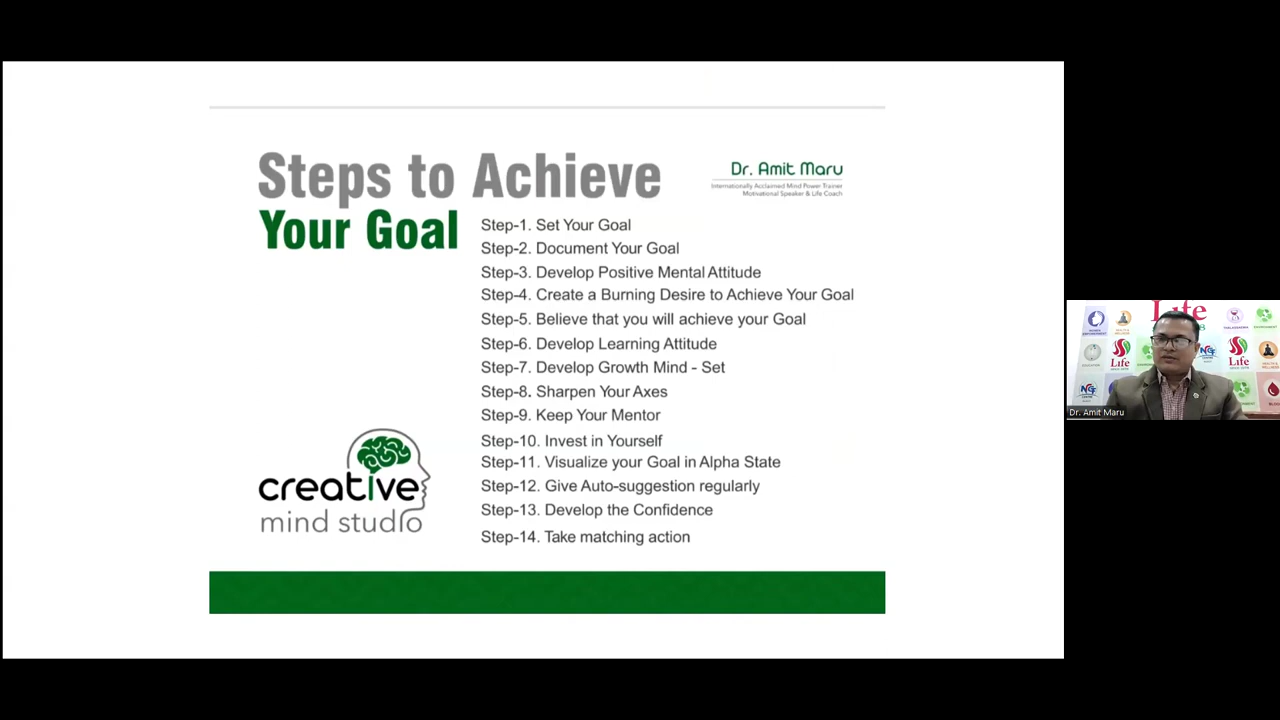 Steps to Achieve
Your Goal
Dr. Amit Maru
Internationally Acclaimed Mind Power Trainer
Motivational Speaker & Life Coach
Step-1. Set Your Goal
Step-2. Document Your Goal
Step-3. Develop Positive Mental Attitude
Step-4. Create a Burning Desire to Achieve Your Goal
Step-5. Believe that you will achieve your Goal
Step-6. Develop Learning Attitude
Step-7. Develop Growth Mind - Set
Step-8. Sharpen Your Axes
Step-9. Keep Your Mentor
Step-10. Invest in Yourself
Step-11. Visualize your Goal in Alpha State
Step-12. Give Auto-suggestion regularly
Step-13. Develop the Confidence
Step-14. Take matching action
creative
mind studio
Life
THALASSEMIA
ENVIRONMENT
Life
Life
Dr. Amit Maru